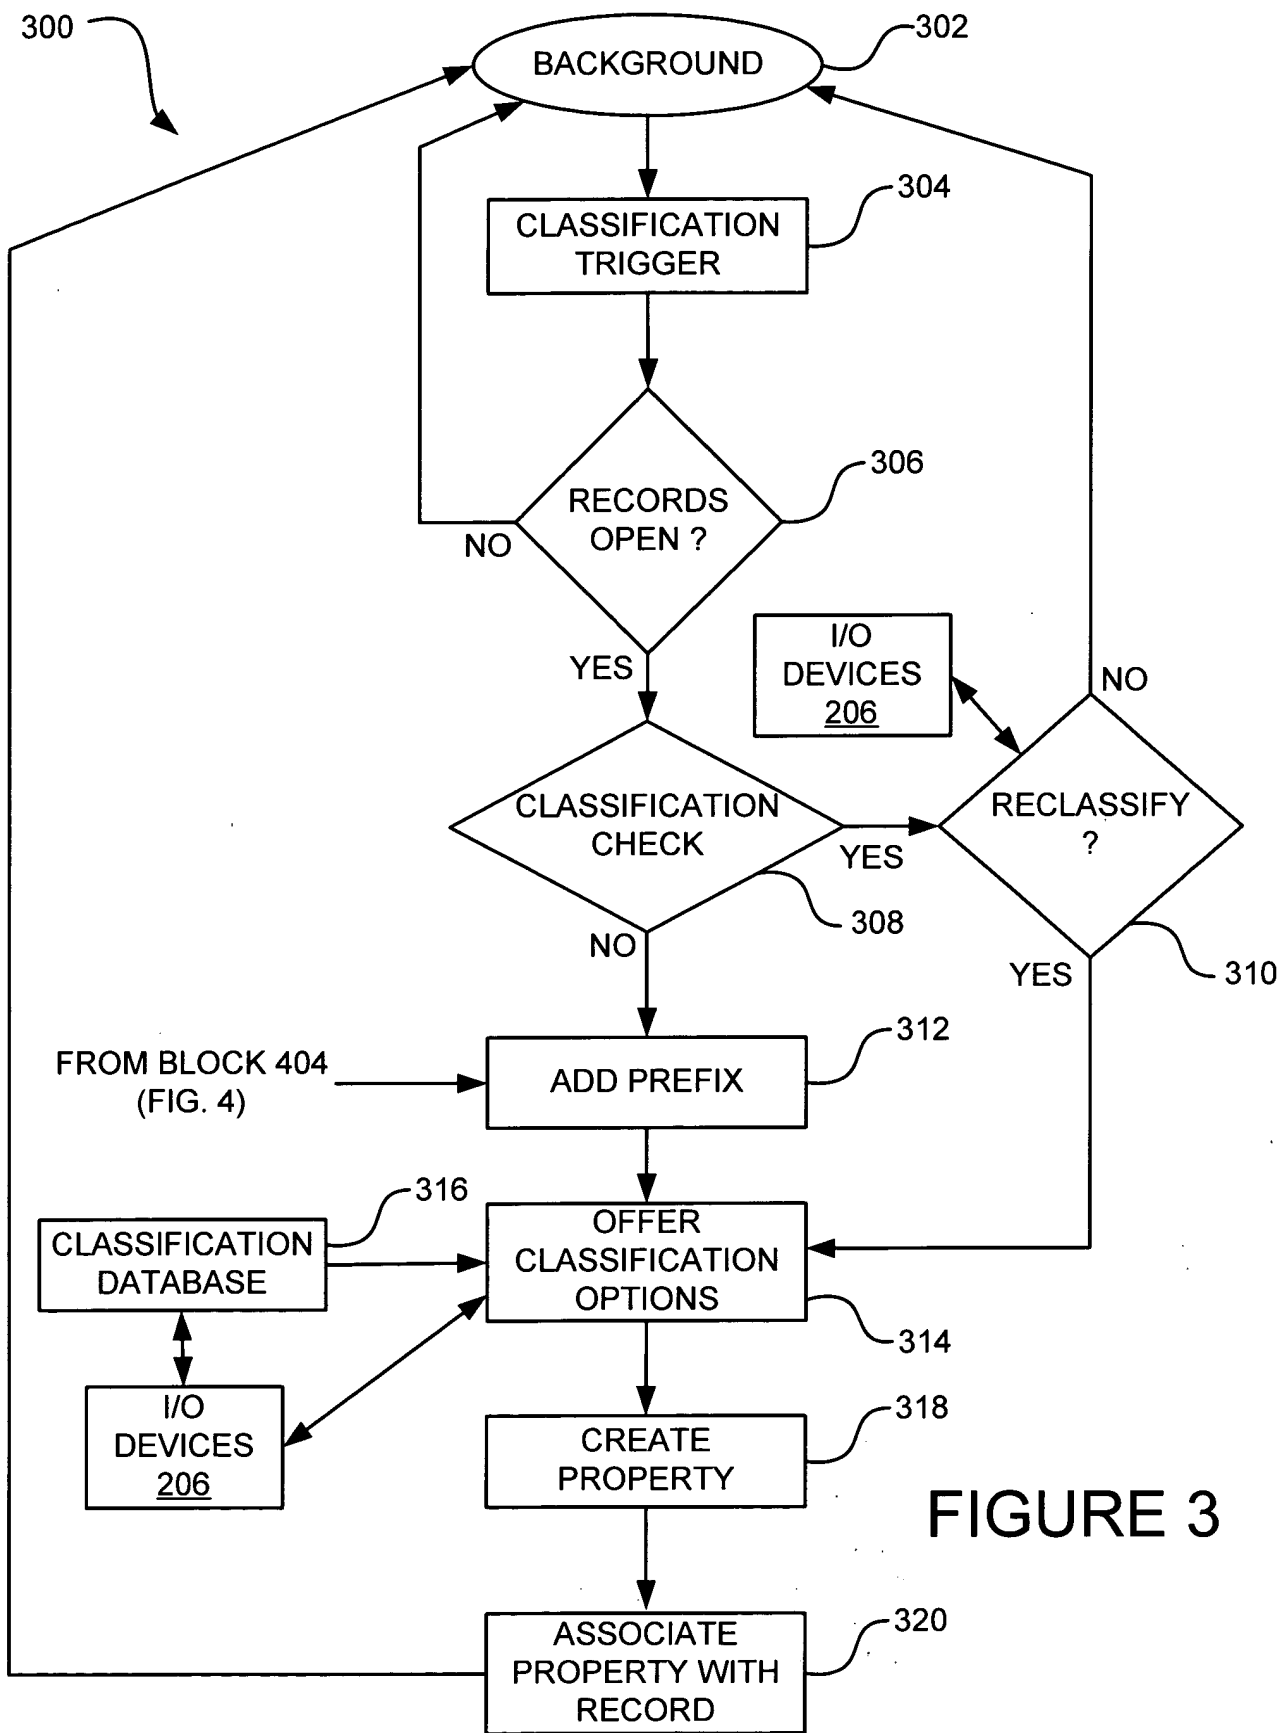 300
302
BACKGROUND
304
CLASSIFICATION
TRIGGER
306
RECORDS
OPEN ?
NO
YES
I/O
DEVICES
206
NO
CLASSIFICATION
CHECK
YES
RECLASSIFY
?
308
NO
YES
310
312
FROM BLOCK 404
(FIG. 4)
ADD PREFIX
316
CLASSIFICATION
DATABASE
OFFER
CLASSIFICATION
OPTIONS
314
I/O
DEVICES
206
318
CREATE
PROPERTY
FIGURE 3
320
ASSOCIATE
PROPERTY WITH
RECORD